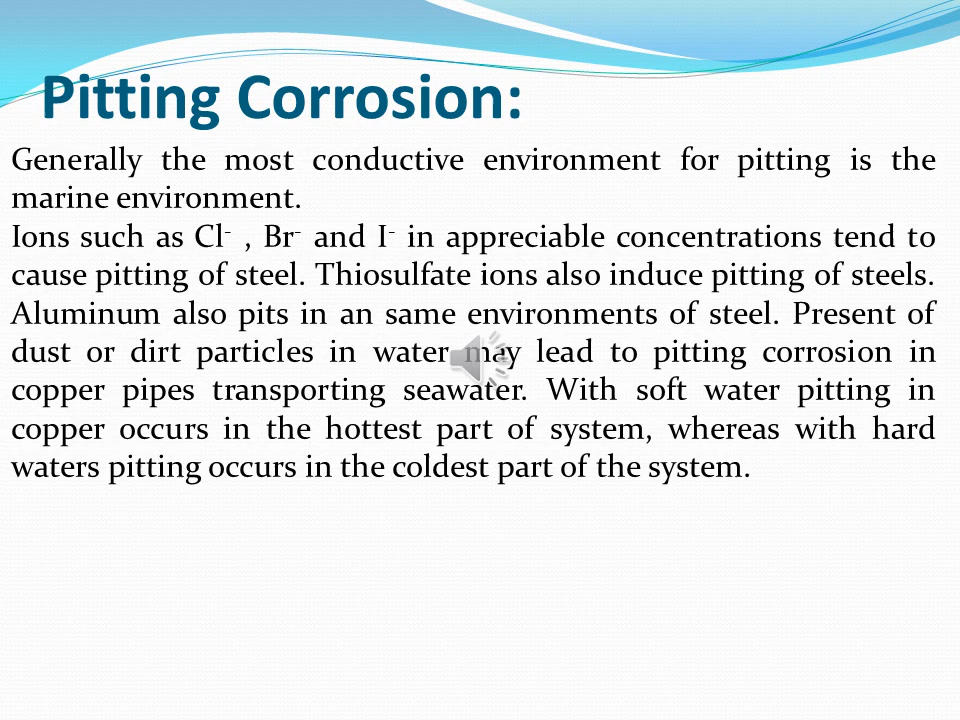 Pitting Corrosion:
Generally the most conductive environment for pitting is the
marine environment.
Ions such as Cl⁻ , Br⁻ and I⁻ in appreciable concentrations tend to
cause pitting of steel. Thiosulfate ions also induce pitting of steels.
Aluminum also pits in an same environments of steel. Present of
dust or dirt particles in water may lead to pitting corrosion in
copper pipes transporting seawater. With soft water pitting in
copper occurs in the hottest part of system, whereas with hard
waters pitting occurs in the coldest part of the system.